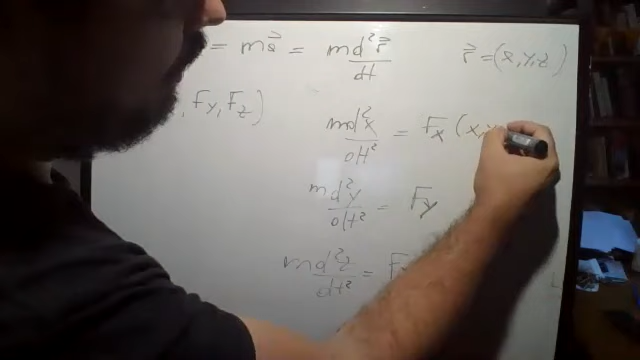 = ma⃗ = md²r⃗/dt r⃗ = (x, y, z)
, Fy, Fz)
md²x/dt² = Fx (x,
md²y/dt² = Fy
md²z/dt² = F